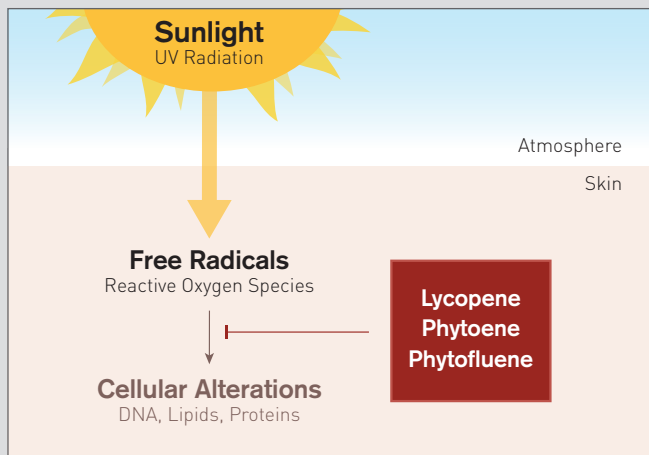 Sunlight
UV Radiation
Atmosphere
Skin
Free Radicals
Reactive Oxygen Species
Lycopene
Phytoene
Phytofluene
Cellular Alterations
DNA, Lipids, Proteins